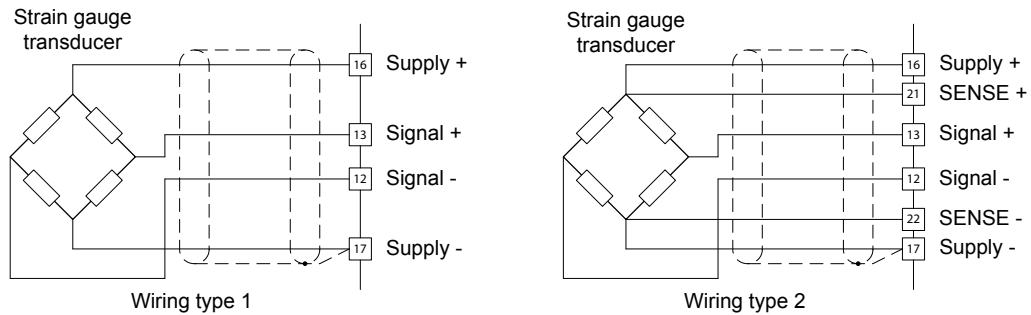 Strain gauge
transducer
16 Supply +
13 Signal +
12 Signal -
17 Supply -
Wiring type 1
Strain gauge
transducer
16 Supply +
21 SENSE +
13 Signal +
12 Signal -
22 SENSE -
17 Supply -
Wiring type 2